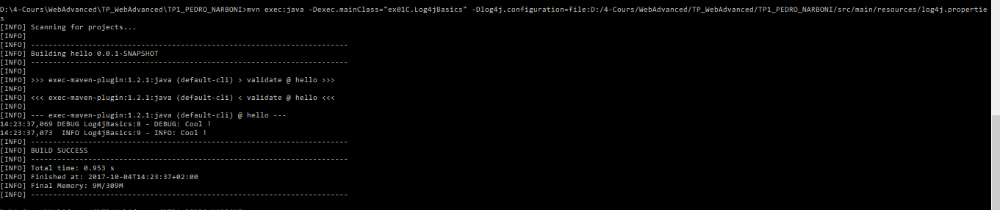 D:\4-Cours\WebAdvanced\TP_WebAdvanced\TP1_PEDRO_NARBONI>mvn exec:java -Dexec.mainClass="ex01C.Log4jBasics" -Dlog4j.configuration=file:D:/4-Cours/WebAdvanced/TP_WebAdvanced/TP1_PEDRO_NARBONI/src/main/resources/log4j.propertie
s
[INFO] Scanning for projects...
[INFO]
[INFO] ------------------------------------------------------------------------
[INFO] Building hello 0.0.1-SNAPSHOT
[INFO] ------------------------------------------------------------------------
[INFO]
[INFO] >>> exec-maven-plugin:1.2.1:java (default-cli) > validate @ hello >>>
[INFO]
[INFO] <<< exec-maven-plugin:1.2.1:java (default-cli) < validate @ hello <<<
[INFO]
[INFO] --- exec-maven-plugin:1.2.1:java (default-cli) @ hello ---
14:23:37,069 DEBUG Log4jBasics:8 - DEBUG: Cool !
14:23:37,073  INFO Log4jBasics:9 - INFO: Cool !
[INFO] ------------------------------------------------------------------------
[INFO] BUILD SUCCESS
[INFO] ------------------------------------------------------------------------
[INFO] Total time: 0.953 s
[INFO] Finished at: 2017-10-04T14:23:37+02:00
[INFO] Final Memory: 9M/309M
[INFO] ------------------------------------------------------------------------